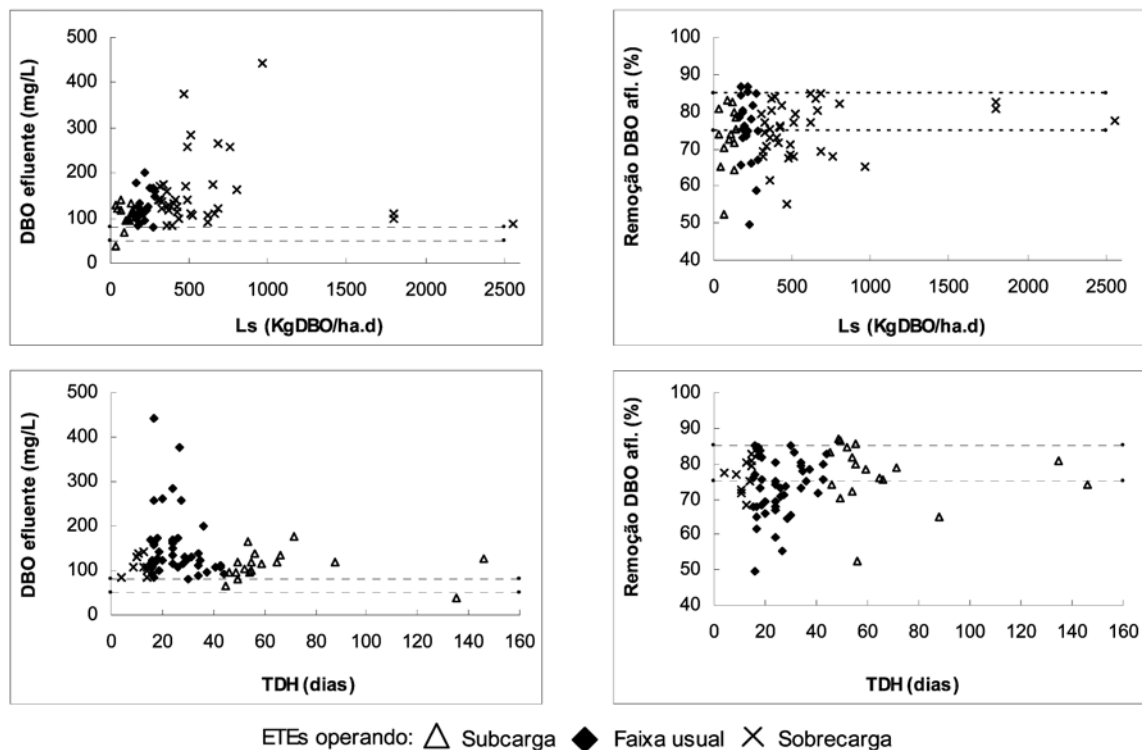 500
400
300
200
100
0
DBO efluente (mg/L)
0 500 1000 1500 2000 2500
Ls (KgDBO/ha.d)
100
90
80
70
60
50
40
Remoção DBO afl. (%)
0 500 1000 1500 2000 2500
Ls (KgDBO/ha.d)
500
400
300
200
100
0
DBO efluente (mg/L)
0 20 40 60 80 100 120 140 160
TDH (dias)
100
90
80
70
60
50
40
Remoção DBO afl. (%)
0 20 40 60 80 100 120 140 160
TDH (dias)
ETEs operando: Subcarga Faixa usual Sobrecarga